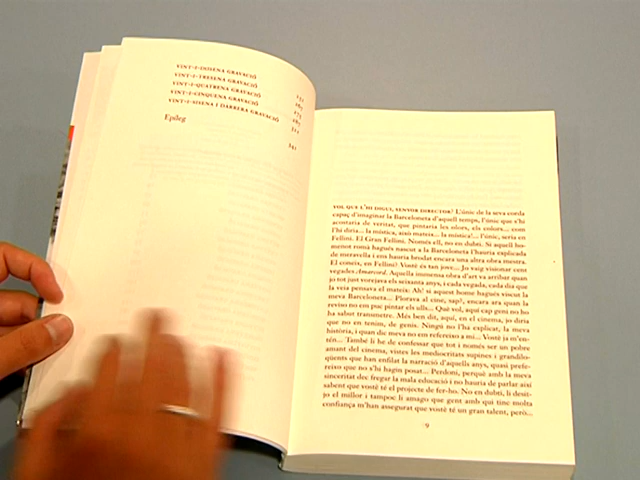 VINT-I-DOSENA GRAVACIÓ
VINT-I-TRESENA GRAVACIÓ
VINT-I-QUATRENA GRAVACIÓ
VINT-I-CINQUENA GRAVACIÓ
VINT-I-SISENA I DARRERA GRAVACIÓ
Epíleg
VOL QUE L'HI DIGUI, SENYOR DIRECTOR? L'únic de la seva corda
capaç d'imaginar la Barceloneta d'aquell temps, l'únic que s'hi
acostaria de veritat, que pintaria les olors, els colors... com
l'hi diria... la mística, això mateix... la mística!... l'únic, seria en
Fellini. El Gran Fellini. Només ell, no en dubti. Si aquell ho-
menot romà hagués nascut a la Barceloneta l'hauria explicada
de meravella i ens hauria brodat encara una altra obra mestra.
El coneix, en Fellini? Vostè és tan jove... Jo vaig visionar cent
vegades Amarcord. Aquella immensa obra d'art va arribar quan
jo tot just vorejava els seixanta anys, i cada vegada, cada dia que
la veia pensava el mateix: Ah! si aquest home hagués viscut la
meva Barceloneta... Plorava al cine, sap?, encara ara quan la
reviso no em puc pintar els ulls... Què vol, aquí cap geni no ho
ha sabut transmetre. Més ben dit, aquí, en el cinema, jo diria
que no en tenim, de genis. Ningú no l'ha explicat, la meva
història, i quan dic meva no em refereixo a mi... Vostè ja m'en-
tén... També li he de confessar que tot i només ser un pobre
amant del cinema, vistes les mediocritats supines i grandilo-
qüents que han enfilat la narració d'aquells anys, quasi prefe-
reixo que no s'hi hagin posat... Perdoni, perquè amb la meva
sinceritat dec fregar la mala educació i no hauria de parlar així
sabent que vostè té el projecte de fer-ho. No en dubti, li desit-
jo el millor i tampoc li amago que gent amb qui tinc molta
confiança m'han assegurat que vostè té un gran talent, però...
9